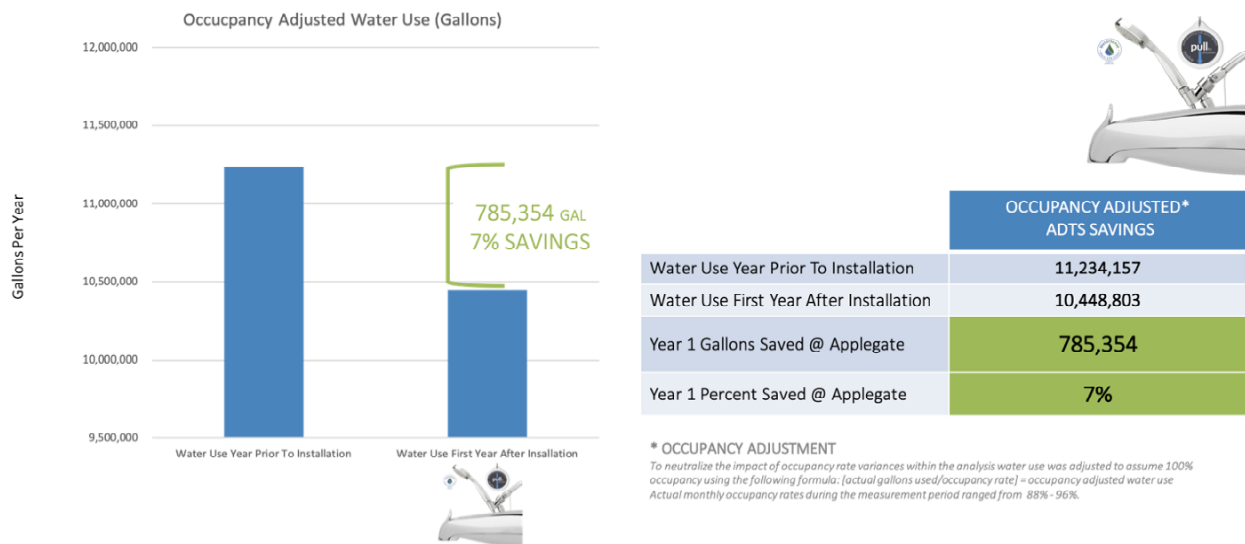 Occucpancy Adjusted Water Use (Gallons)
12,000,000
11,500,000
11,000,000
10,500,000
10,000,000
9,500,000
Gallons Per Year
785,354 GAL
7% SAVINGS
Water Use Year Prior To Installation
Water Use First Year After Insallation
pull
OCCUPANCY ADJUSTED*
ADTS SAVINGS
Water Use Year Prior To Installation 11,234,157
Water Use First Year After Installation 10,448,803
Year 1 Gallons Saved @ Applegate 785,354
Year 1 Percent Saved @ Applegate 7%
* OCCUPANCY ADJUSTMENT
To neutralize the impact of occupancy rate variances within the analysis water use was adjusted to assume 100%
occupancy using the following formula: [actual gallons used/occupancy rate] = occupancy adjusted water use
Actual monthly occupancy rates during the measurement period ranged from 88% - 96%.